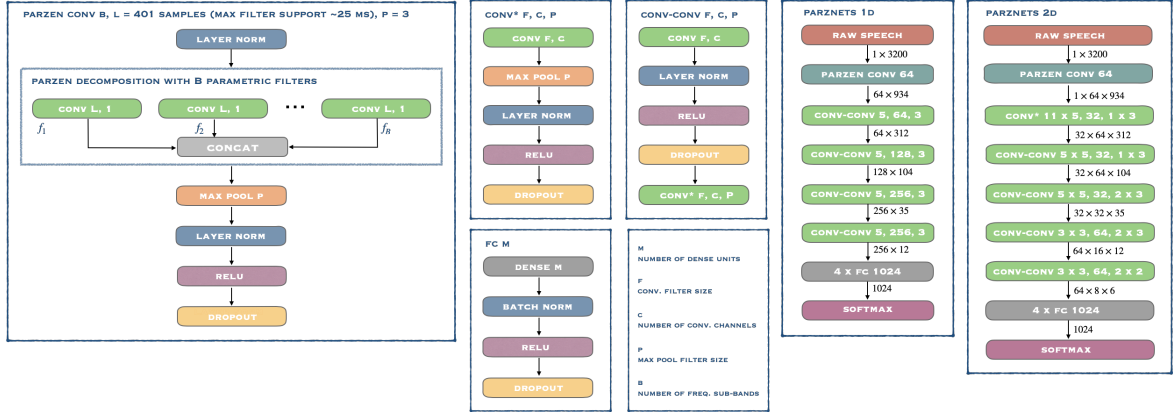 PARZEN CONV B, L = 401 SAMPLES (MAX FILTER SUPPORT ~25 MS), P = 3
LAYER NORM
PARZEN DECOMPOSITION WITH B PARAMETRIC FILTERS
CONV L, 1
CONV L, 1
...
CONV L, 1
f1
f2
fB
CONCAT
MAX POOL P
LAYER NORM
RELU
DROPOUT
CONV* F, C, P
CONV F, C
MAX POOL P
LAYER NORM
RELU
DROPOUT
CONV-CONV F, C, P
CONV F, C
LAYER NORM
RELU
DROPOUT
CONV* F, C, P
FC M
DENSE M
BATCH NORM
RELU
DROPOUT
M
NUMBER OF DENSE UNITS
F
CONV. FILTER SIZE
C
NUMBER OF CONV. CHANNELS
P
MAX POOL FILTER SIZE
B
NUMBER OF FREQ. SUB-BANDS
PARZNETS 1D
RAW SPEECH
1 × 3200
PARZEN CONV 64
64 × 934
CONV-CONV 5, 64, 3
64 × 312
CONV-CONV 5, 128, 3
128 × 104
CONV-CONV 5, 256, 3
256 × 35
CONV-CONV 5, 256, 3
256 × 12
4 X FC 1024
1024
SOFTMAX
PARZNETS 2D
RAW SPEECH
1 × 3200
PARZEN CONV 64
1 × 64 × 934
CONV* 11 X 5, 32, 1 X 3
32 × 64 × 312
CONV-CONV 5 X 5, 32, 1 X 3
32 × 64 × 104
CONV-CONV 5 X 5, 32, 2 X 3
32 × 32 × 35
CONV-CONV 3 X 3, 64, 2 X 3
64 × 16 × 12
CONV-CONV 3 X 3, 64, 2 X 2
64 × 8 × 6
4 X FC 1024
1024
SOFTMAX